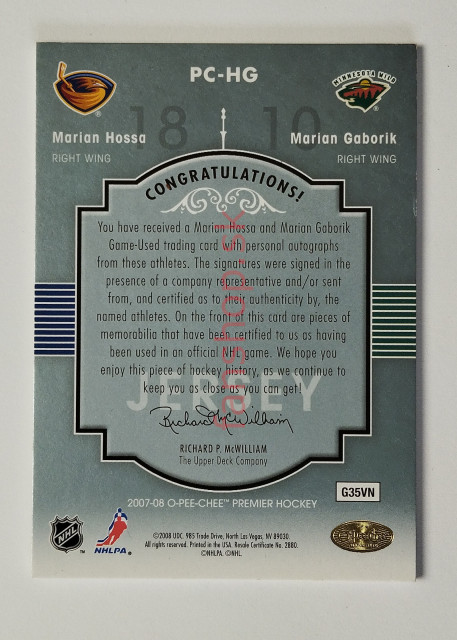 PC-HG
MINNESOTA WILD
18 10
Marian Hossa
RIGHT WING
Marian Gaborik
RIGHT WING
CONGRATULATIONS!
You have received a Marian Hossa and Marian Gaborik
Game-Used trading card with personal autographs
from these athletes. The signatures were signed in the
presence of a company representative and/or sent
from, and certified as to their authenticity by, the
named athletes. On the front of this card are pieces of
memorabilia that have been certified to us as having
been used in an official NHL game. We hope you
enjoy this piece of hockey history, as we continue to
keep you as close as you can get!
JERSEY
Richard McWilliam
RICHARD P. McWILLIAM
The Upper Deck Company
G35VN
2007-08 O-PEE-CHEE™ PREMIER HOCKEY
NHL
NHLPA.
©2008 UDC. 985 Trade Drive, North Las Vegas, NV 89030.
All rights reserved. Printed in the USA. Resale Certificate No. 2880.
©NHLPA. ©NHL.